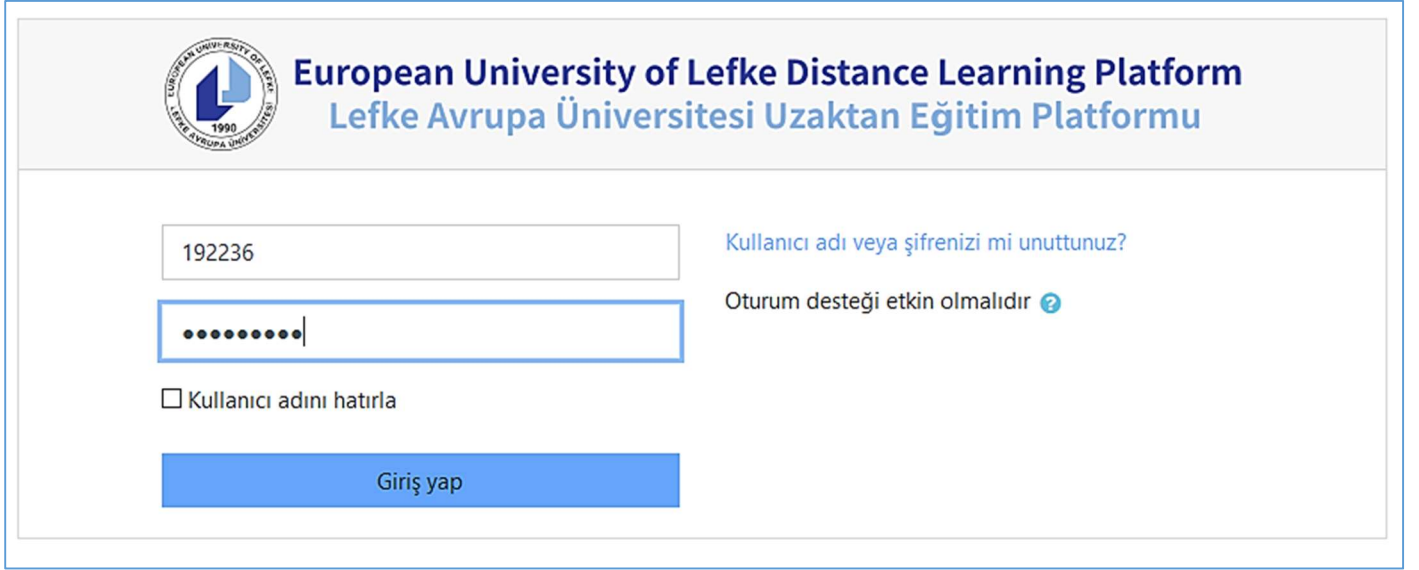 EUROPEAN UNIVERSITY OF LEFKE
1990
LEFKE AVRUPA ÜNİVERSİTESİ
European University of Lefke Distance Learning Platform
Lefke Avrupa Üniversitesi Uzaktan Eğitim Platformu
192236
●●●●●●●●●
Kullanıcı adını hatırla
Giriş yap
Kullanıcı adı veya şifrenizi mi unuttunuz?
Oturum desteği etkin olmalıdır ?